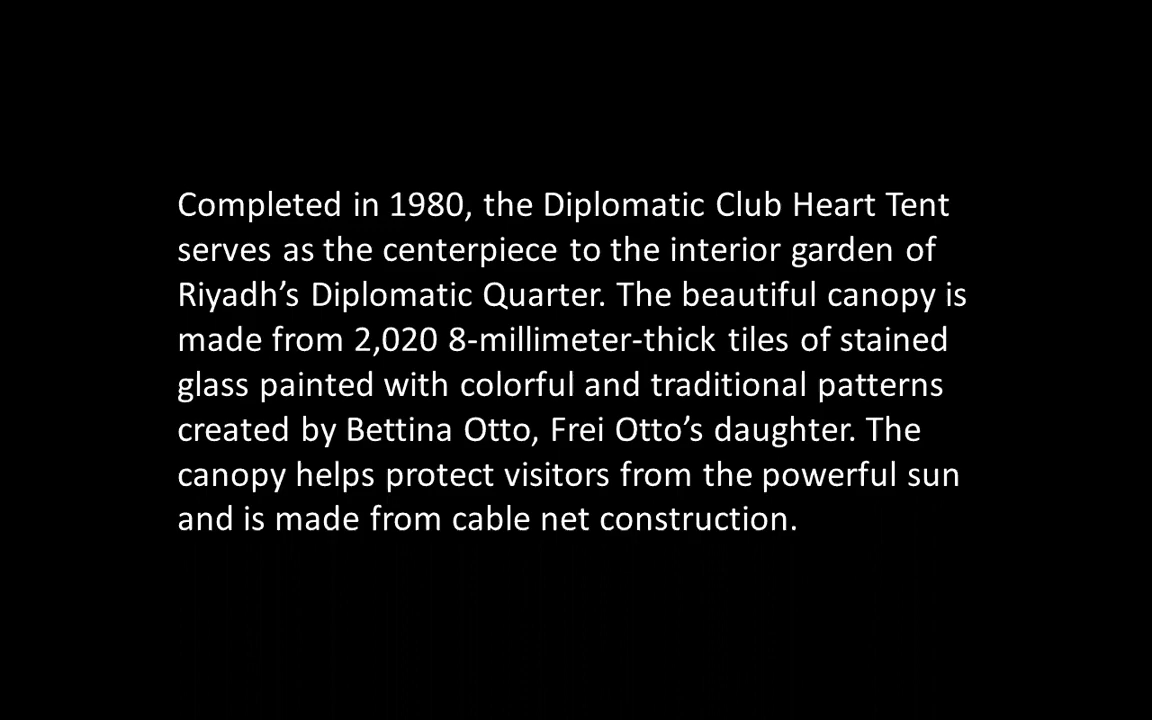 Completed in 1980, the Diplomatic Club Heart Tent
serves as the centerpiece to the interior garden of
Riyadh’s Diplomatic Quarter. The beautiful canopy is
made from 2,020 8-millimeter-thick tiles of stained
glass painted with colorful and traditional patterns
created by Bettina Otto, Frei Otto’s daughter. The
canopy helps protect visitors from the powerful sun
and is made from cable net construction.